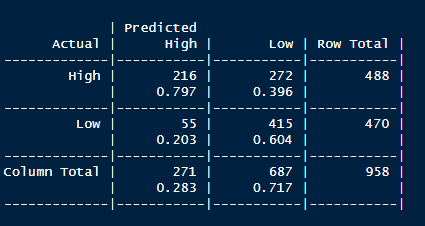 | Predicted
      Actual |      High |       Low | Row Total |
-------------|-----------|-----------|-----------|
        High |       216 |       272 |       488 |
             |     0.797 |     0.396 |           |
-------------|-----------|-----------|-----------|
         Low |        55 |       415 |       470 |
             |     0.203 |     0.604 |           |
-------------|-----------|-----------|-----------|
Column Total |       271 |       687 |       958 |
             |     0.283 |     0.717 |           |
-------------|-----------|-----------|-----------|